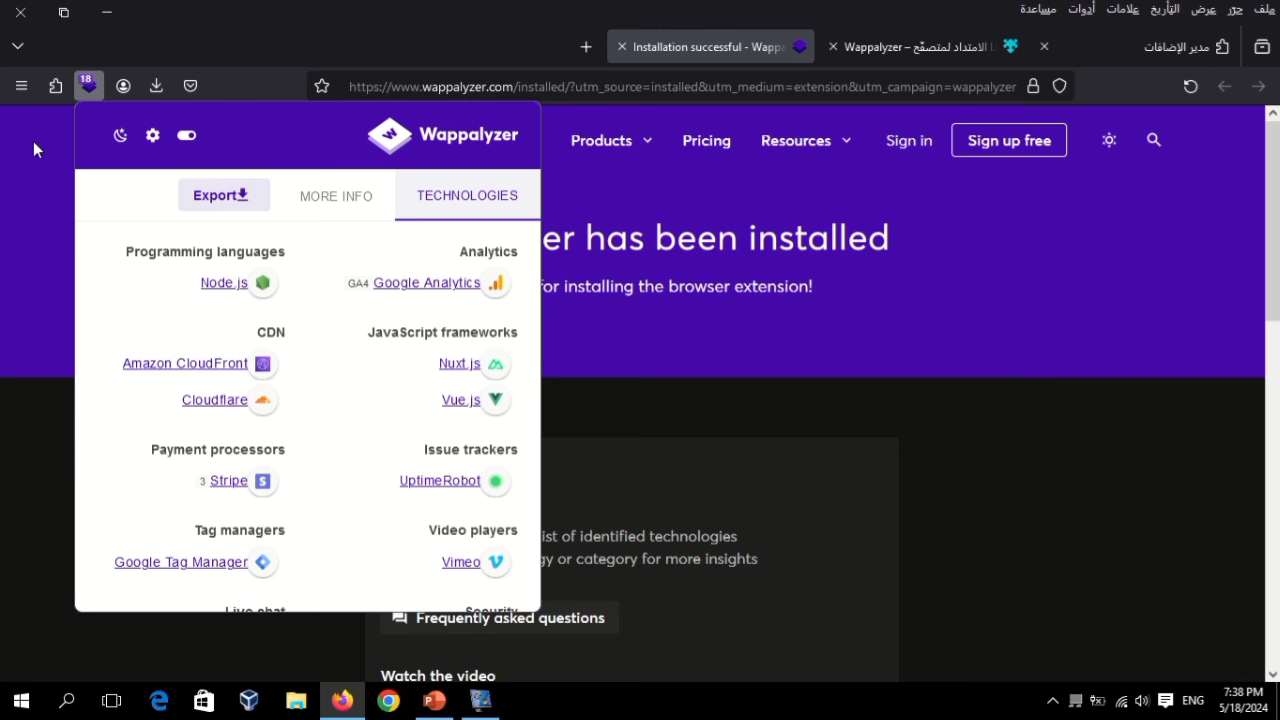 ملف تحرير عرض التأريخ علامات أدوات مساعدة
مدير الإضافات
Wappalyzer – الامتداد لمتصفّح
Installation successful - Wappa
https://www.wappalyzer.com/installed/?utm_source=installed&utm_medium=extension&utm_campaign=wappalyzer
18
Wappalyzer
Products
Pricing
Resources
Sign in
Sign up free
Export
MORE INFO
TECHNOLOGIES
er has been installed
for installing the browser extension!
Programming languages
Node.js
CDN
Amazon CloudFront
Cloudflare
Payment processors
3 Stripe
Tag managers
Google Tag Manager
Live chat
Analytics
GA4 Google Analytics
JavaScript frameworks
Nuxt.js
Vue.js
Issue trackers
UptimeRobot
Video players
Vimeo
Security
ist of identified technologies
gy or category for more insights
Frequently asked questions
Watch the video
ENG
7:38 PM
5/18/2024